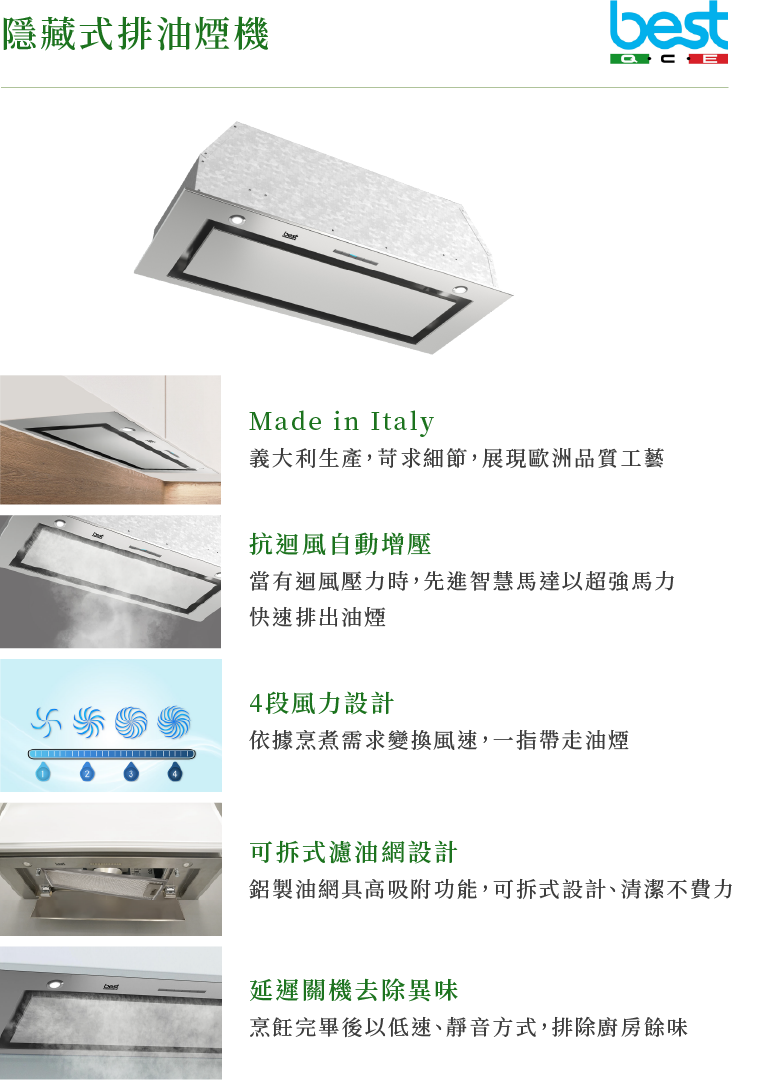 隱藏式排油煙機
best
Q·C·E
best
Made in Italy
義大利生產，苛求細節，展現歐洲品質工藝
best
抗迴風自動增壓
當有迴風壓力時，先進智慧馬達以超強馬力
快速排出油煙
4段風力設計
依據烹煮需求變換風速，一指帶走油煙
1 2 3 4
可拆式濾油網設計
鋁製油網具高吸附功能，可拆式設計、清潔不費力
best
延遲關機去除異味
烹飪完畢後以低速、靜音方式，排除廚房餘味